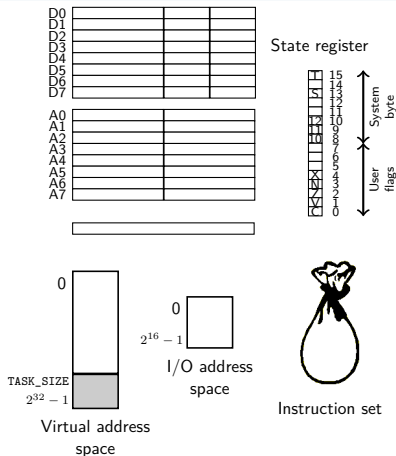 D0
D1
D2
D3
D4
D5
D6
D7
State register
T 15
14
S 13
12
11
I2 10
I1 9
I0 8
7
6
5
X 4
N 3
Z 2
V 1
C 0
System
byte
User
flags
A0
A1
A2
A3
A4
A5
A6
A7
0
TASK_SIZE
2^32 − 1
Virtual address
space
0
2^16 − 1
I/O address
space
Instruction set